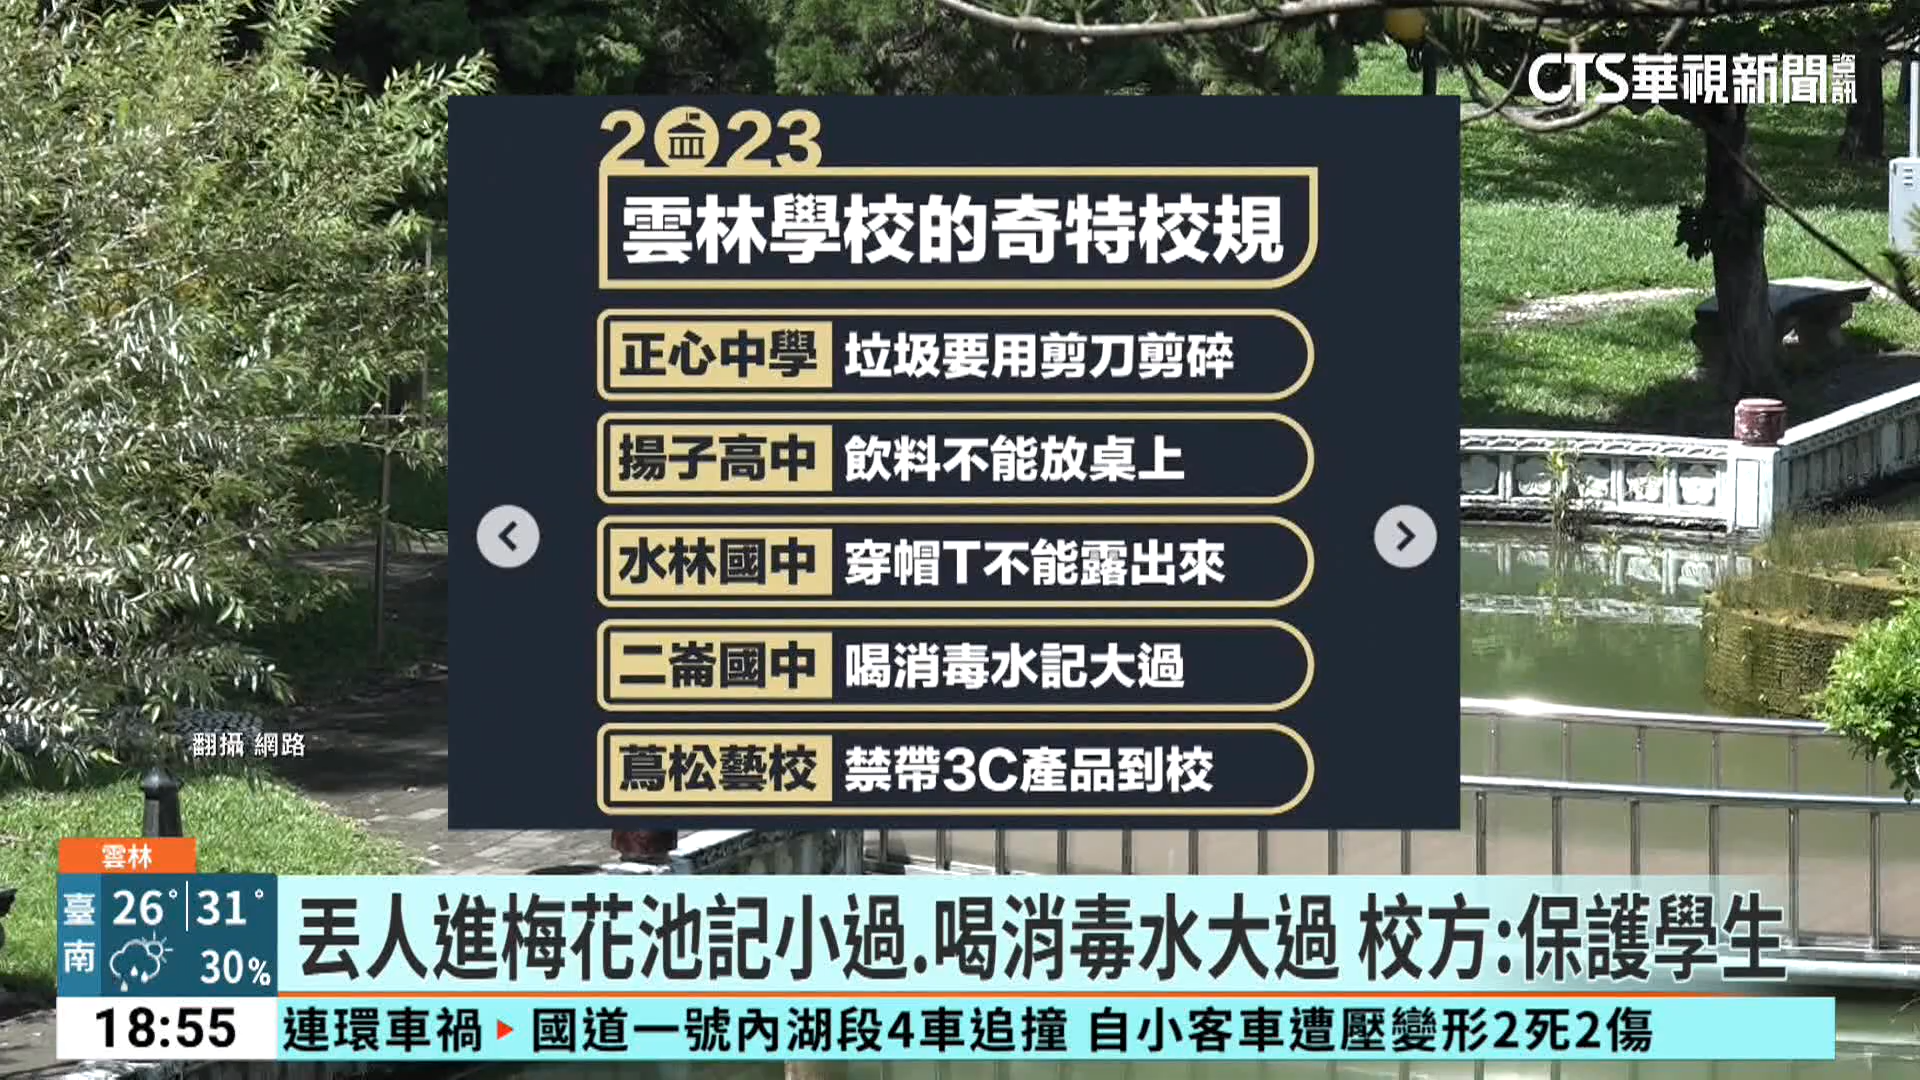 CTS華視新聞資訊
2023
雲林學校的奇特校規
正心中學 垃圾要用剪刀剪碎
揚子高中 飲料不能放桌上
水林國中 穿帽T不能露出來
二崙國中 喝消毒水記大過
蔦松藝校 禁帶3C產品到校
翻攝 網路
雲林
臺南 26° 31° 30%
丟人進梅花池記小過.喝消毒水大過 校方:保護學生
18:55 連環車禍 國道一號內湖段4車追撞 自小客車遭壓變形2死2傷